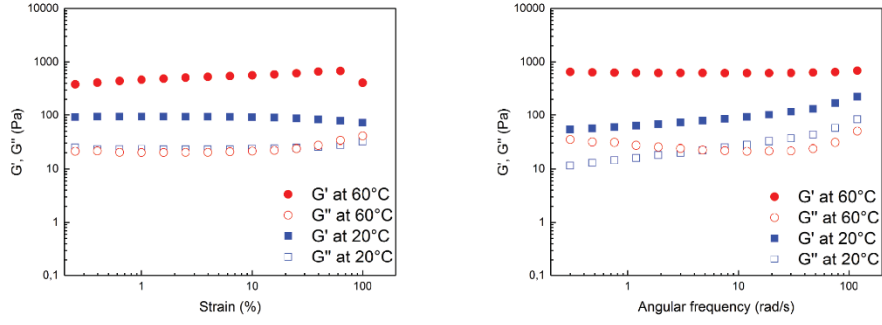 10000
1000
100
10
1
0,1
G', G'' (Pa)
1
10
100
Strain (%)
G' at 60°C
G'' at 60°C
G' at 20°C
G'' at 20°C
10000
1000
100
10
1
0,1
G', G'' (Pa)
1
10
100
Angular frequency (rad/s)
G' at 60°C
G'' at 60°C
G' at 20°C
G'' at 20°C